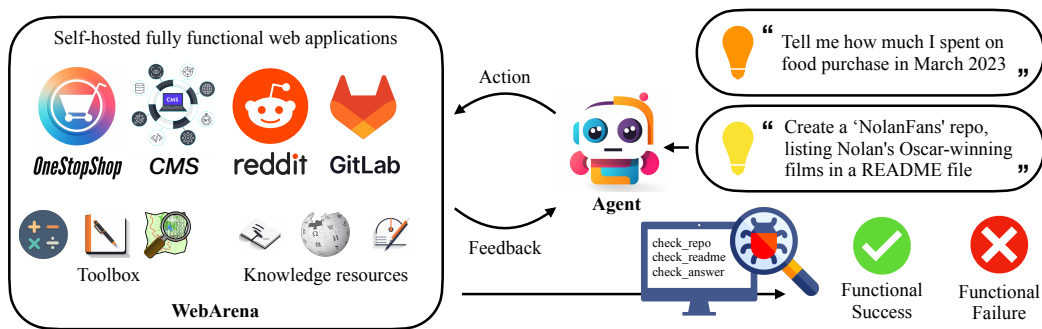 Self-hosted fully functional web applications
CMS
OneStopShop
CMS
reddit
GitLab
Toolbox
Knowledge resources
WebArena
Action
Feedback
Agent
“ Tell me how much I spent on
food purchase in March 2023 ”
“ Create a ‘NolanFans' repo,
listing Nolan's Oscar-winning
films in a README file ”
check_repo
check_readme
check_answer
Functional
Success
Functional
Failure